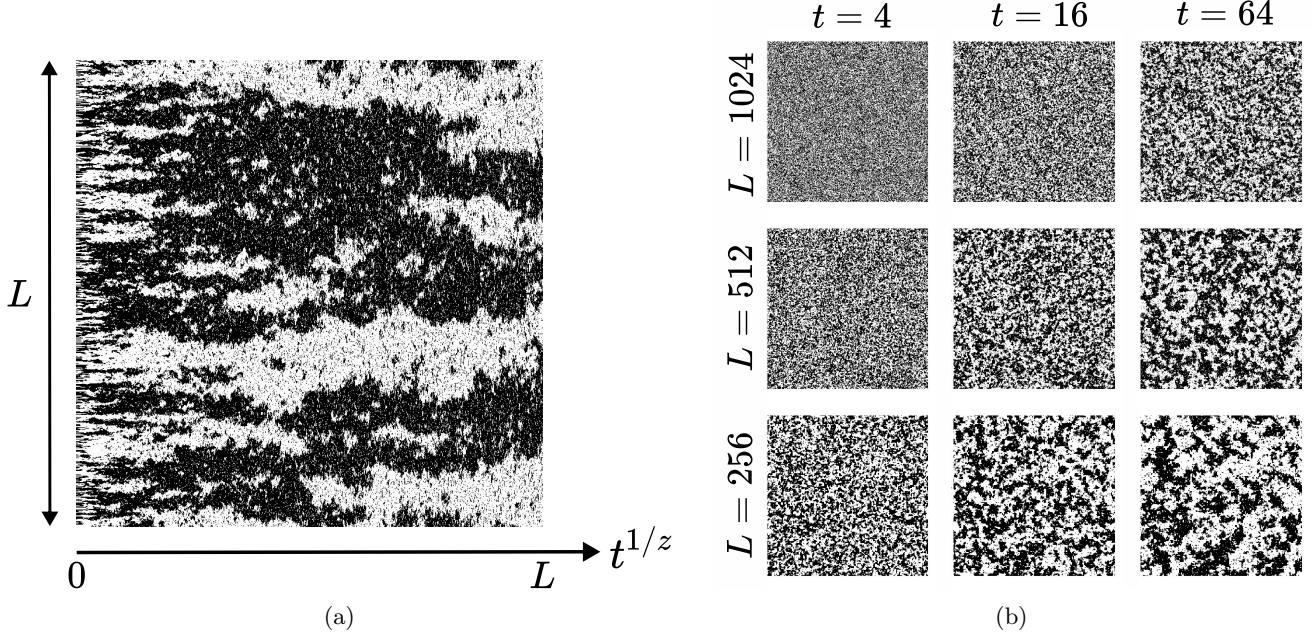 L
0
L
t^{1/z}
(a)
t = 4
t = 16
t = 64
L = 1024
L = 512
L = 256
(b)